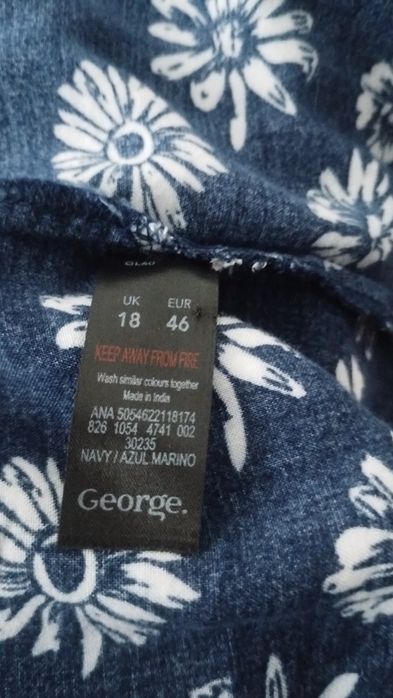 UK EUR
18 46
KEEP AWAY FROM FIRE
Wash similar colours together
Made in India
ANA 5054622118174
826 1054 4741 002
30235
NAVY / AZUL MARINO
George.